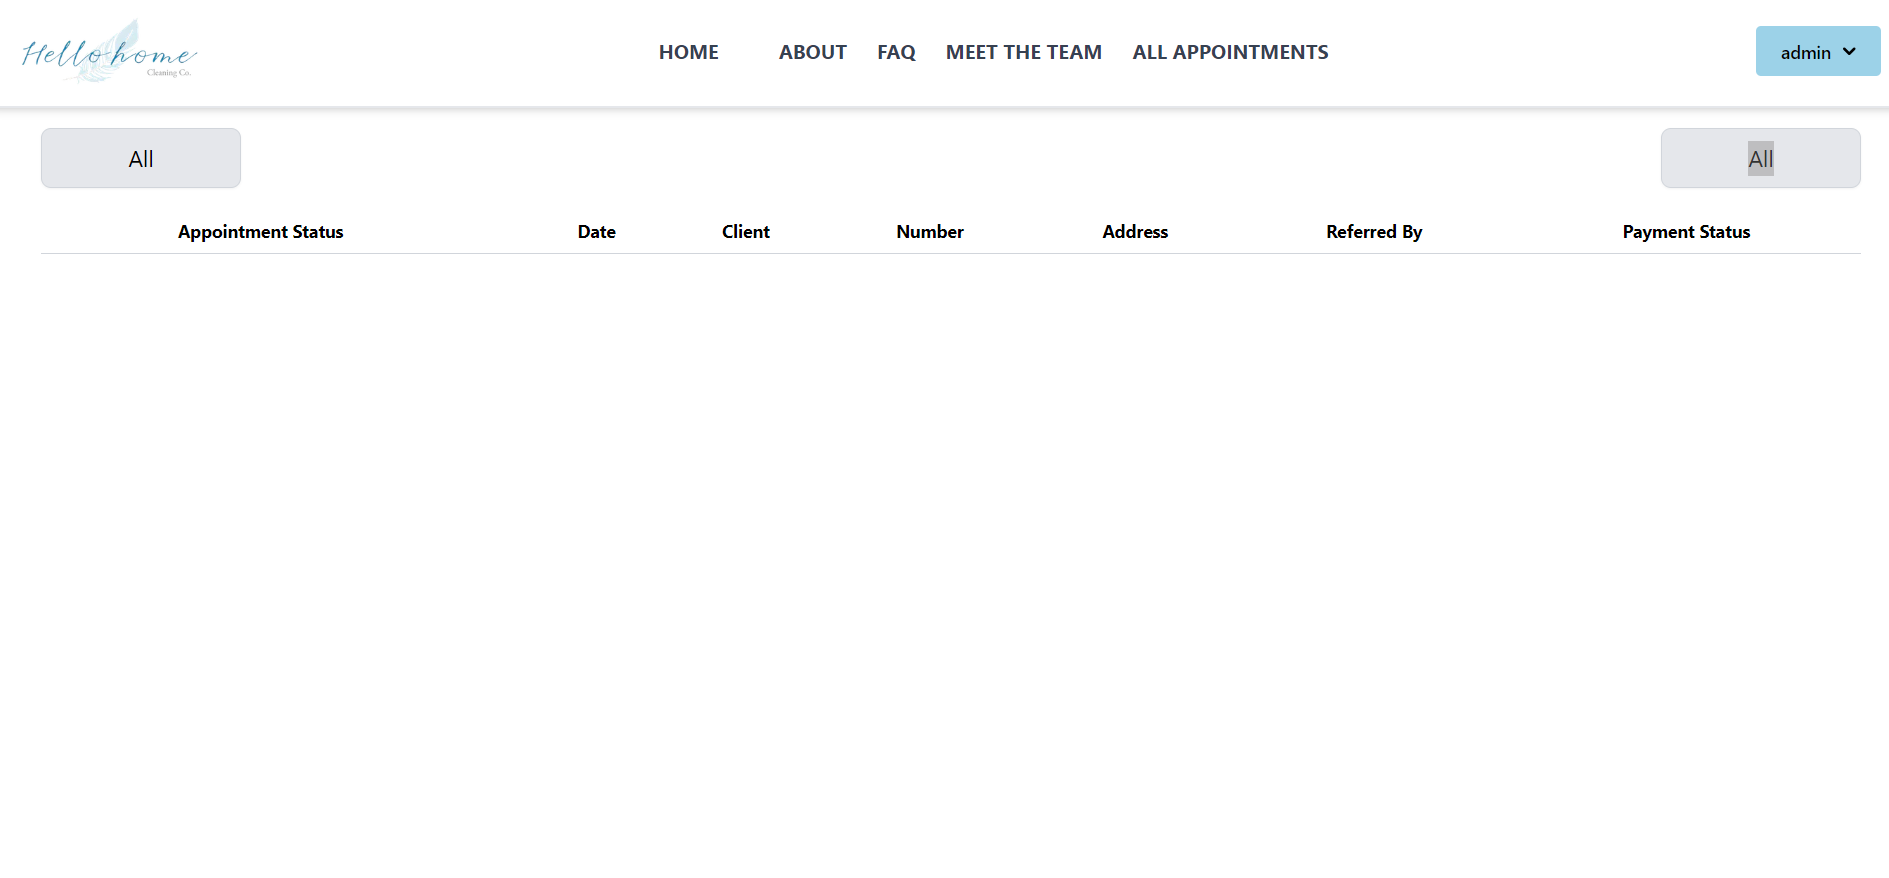 Hello home
Cleaning Co.
HOME ABOUT FAQ MEET THE TEAM ALL APPOINTMENTS
admin
All
All
Appointment Status Date Client Number Address Referred By Payment Status